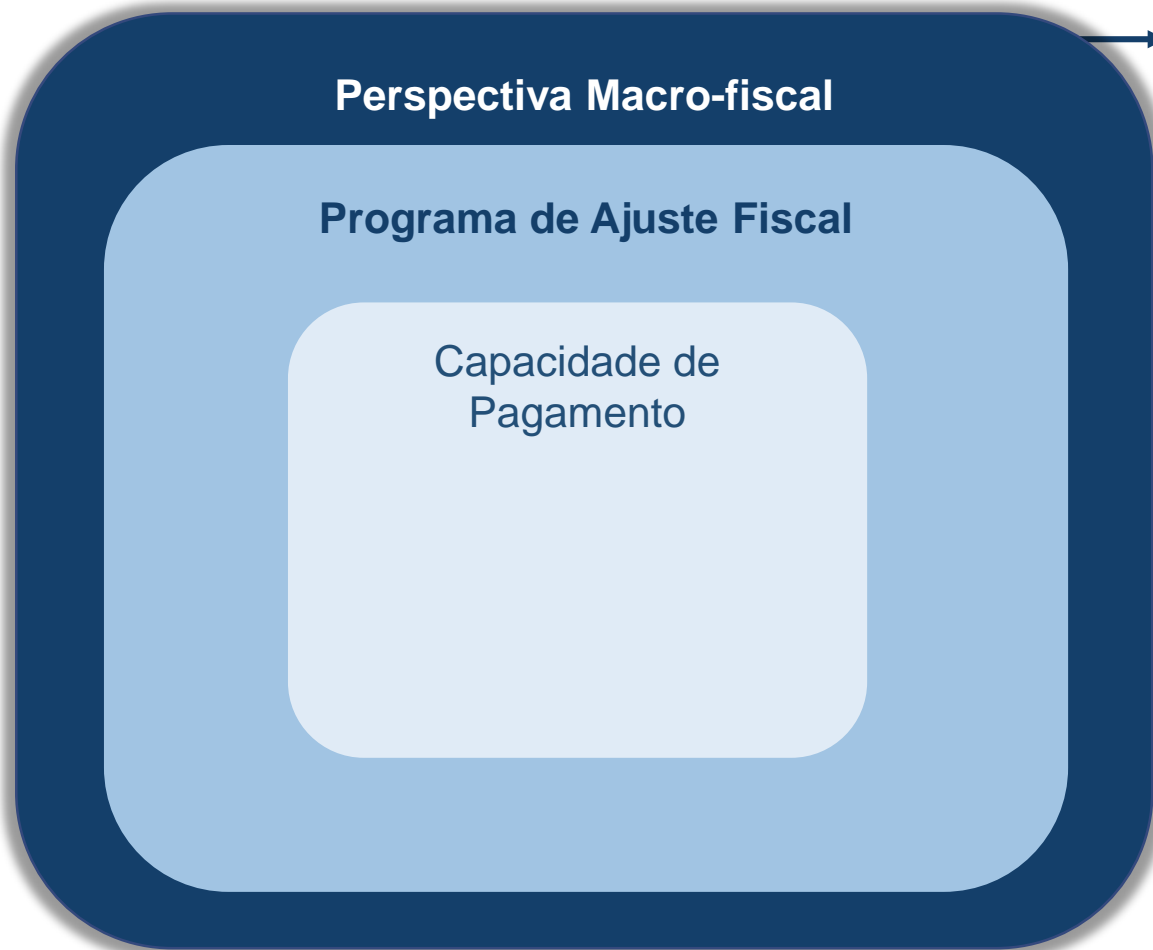 Perspectiva Macro-fiscal
Programa de Ajuste Fiscal
Capacidade de
Pagamento